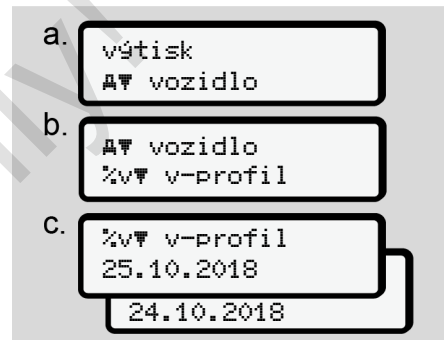 a.
výtisk
A▼ vozidlo
b.
A▼ vozidlo
%v▼ v-profil
c.
%v▼ v-profil
25.10.2018
24.10.2018